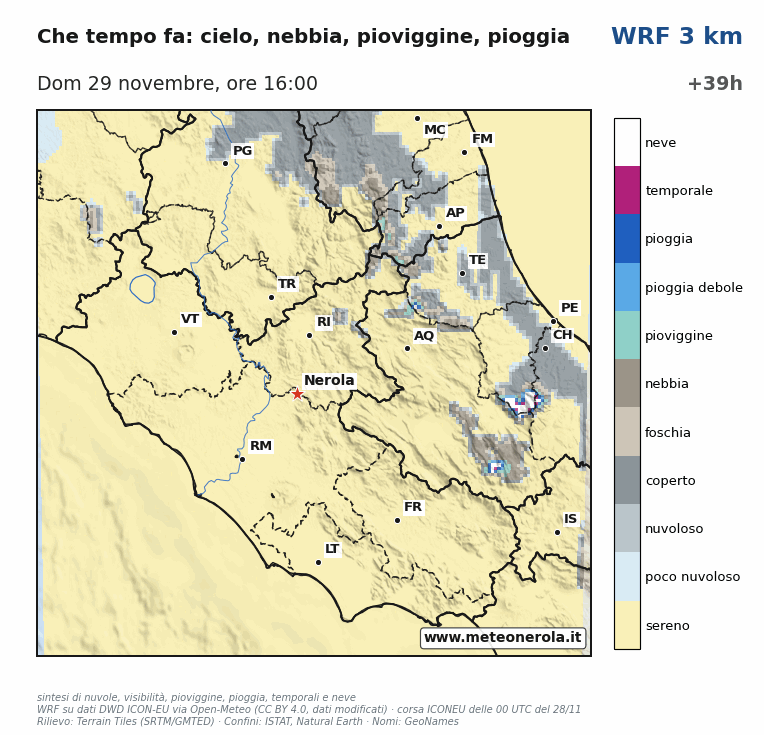 Che tempo fa: cielo, nebbia, pioviggine, pioggia
WRF 3 km
Dom 29 novembre, ore 16:00
+39h
MC
FM
PG
AP
TE
TR
PE
VT
RI
AQ
CH
Nerola
RM
FR
IS
LT
www.meteonerola.it
neve
temporale
pioggia
pioggia debole
pioviggine
nebbia
foschia
coperto
nuvoloso
poco nuvoloso
sereno
sintesi di nuvole, visibilità, pioviggine, pioggia, temporali e neve
WRF su dati DWD ICON-EU via Open-Meteo (CC BY 4.0, dati modificati) · corsa ICONEU delle 00 UTC del 28/11
Rilievo: Terrain Tiles (SRTM/GMTED) · Confini: ISTAT, Natural Earth · Nomi: GeoNames